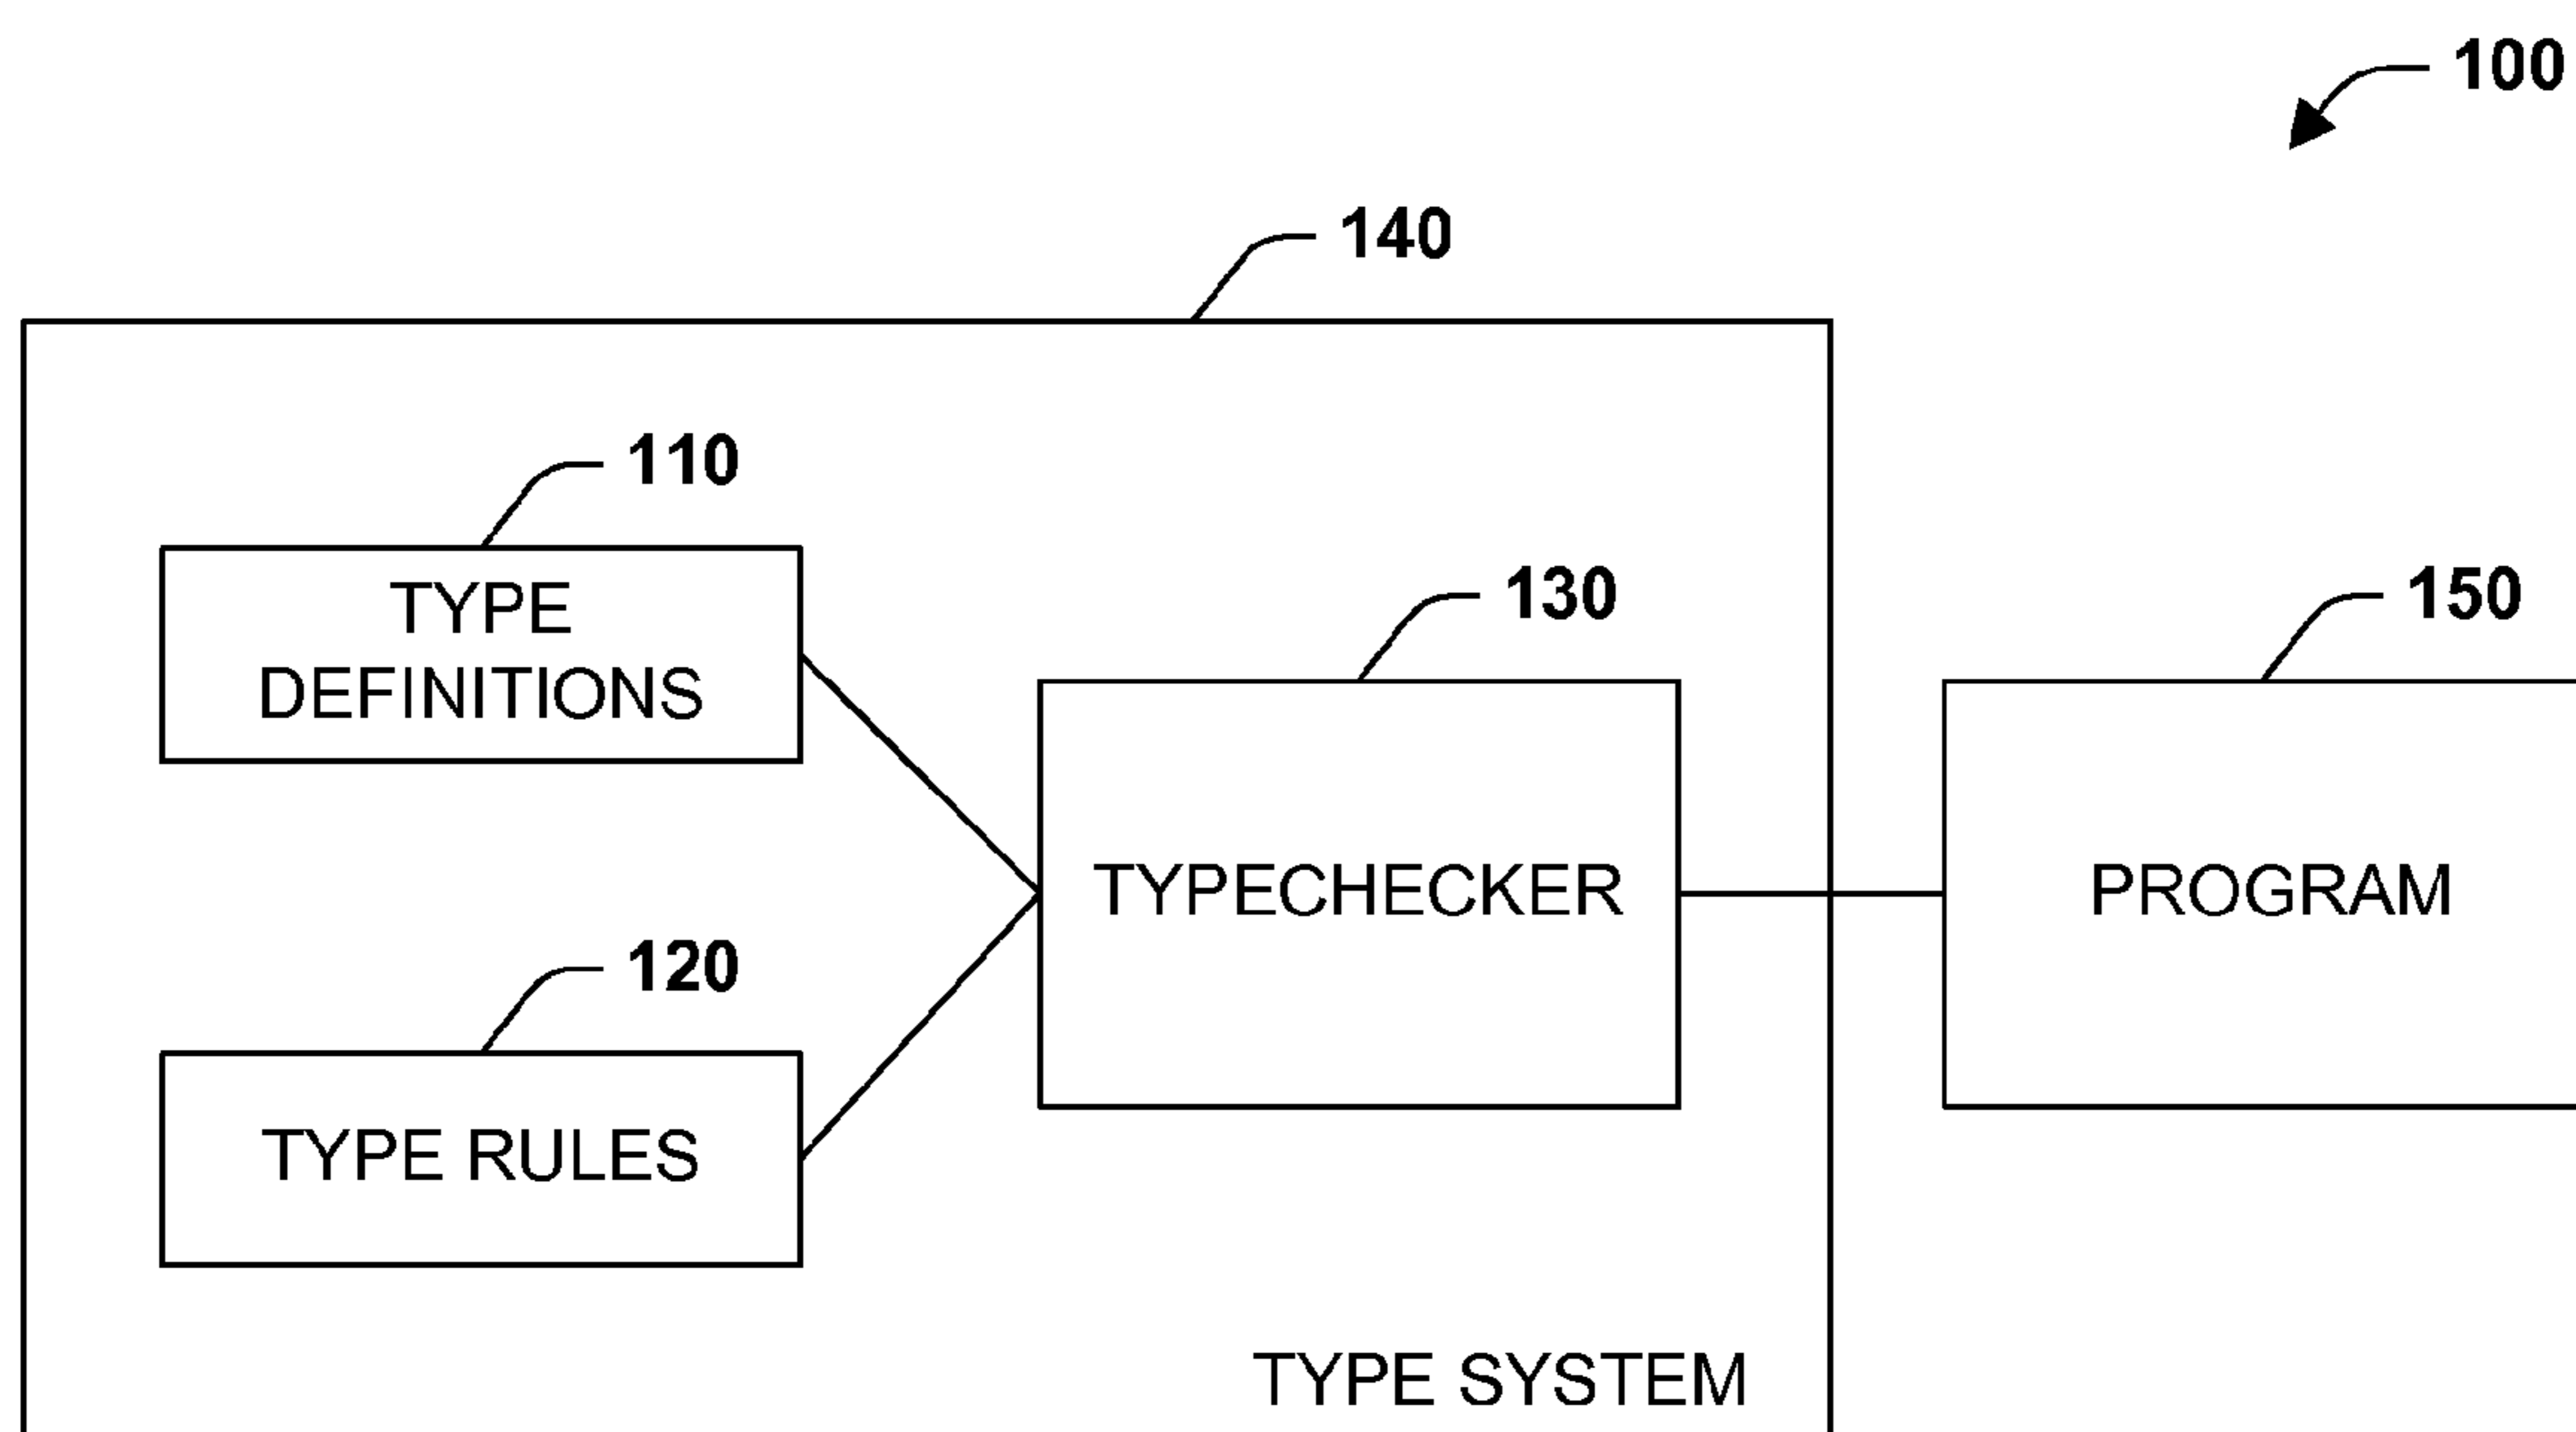 100
140
110
TYPE
DEFINITIONS
130
150
TYPECHECKER
PROGRAM
120
TYPE RULES
TYPE SYSTEM